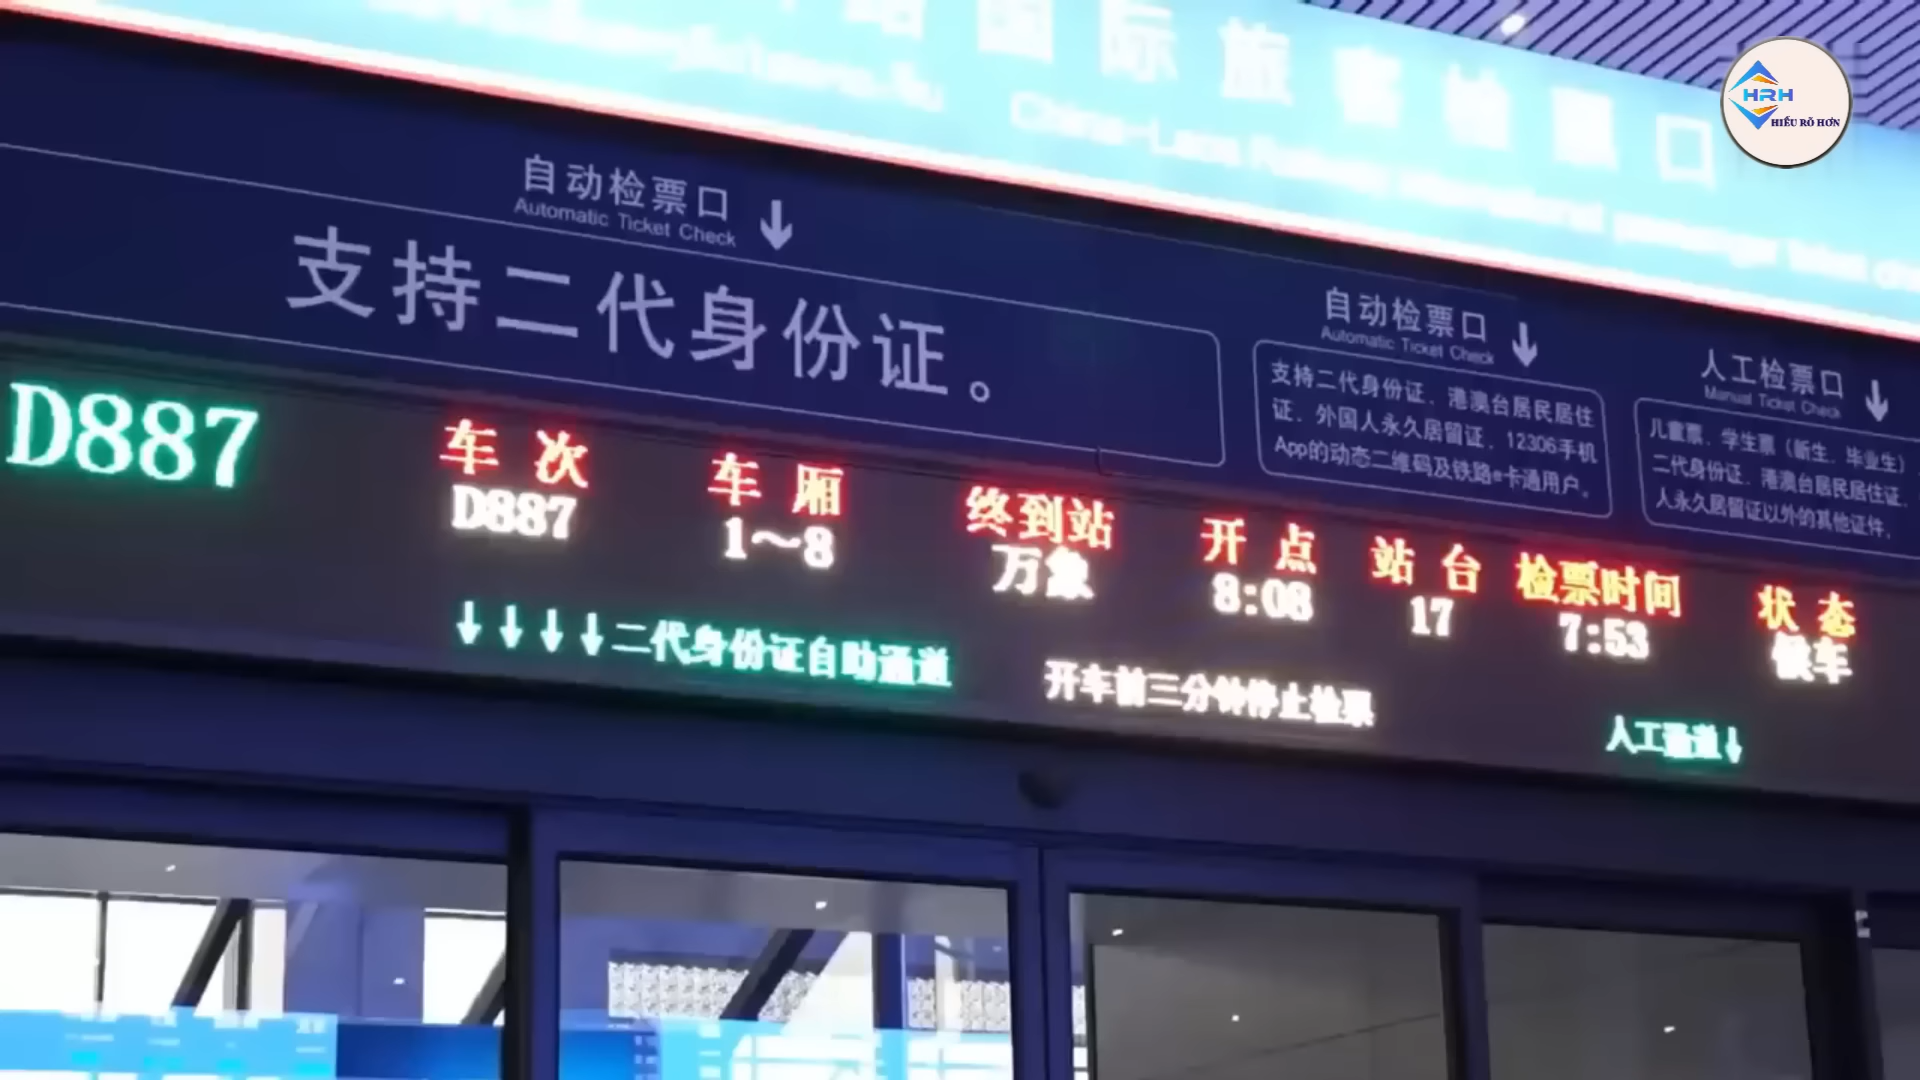 国际旅客检票口
China-Laos Railway international passenger ticket
HRH
HIỂU RÕ HƠN
自动检票口
Automatic Ticket Check
支持二代身份证。
自动检票口
Automatic Ticket Check
支持二代身份证、港澳台居民居住
证、外国人永久居留证、12306手机
App的动态二维码及铁路e卡通用户。
人工检票口
Manual Ticket Check
儿童票、学生票（新生、毕业生）
二代身份证、港澳台居民居住证、
人永久居留证以外的其他证件。
D887
车次 车厢 终到站 开点 站台 检票时间 状态
D887 1~8 万象 8:08 17 7:53 候车
↓↓↓↓二代身份证自助通道
开车前三分钟停止检票
人工通道↓